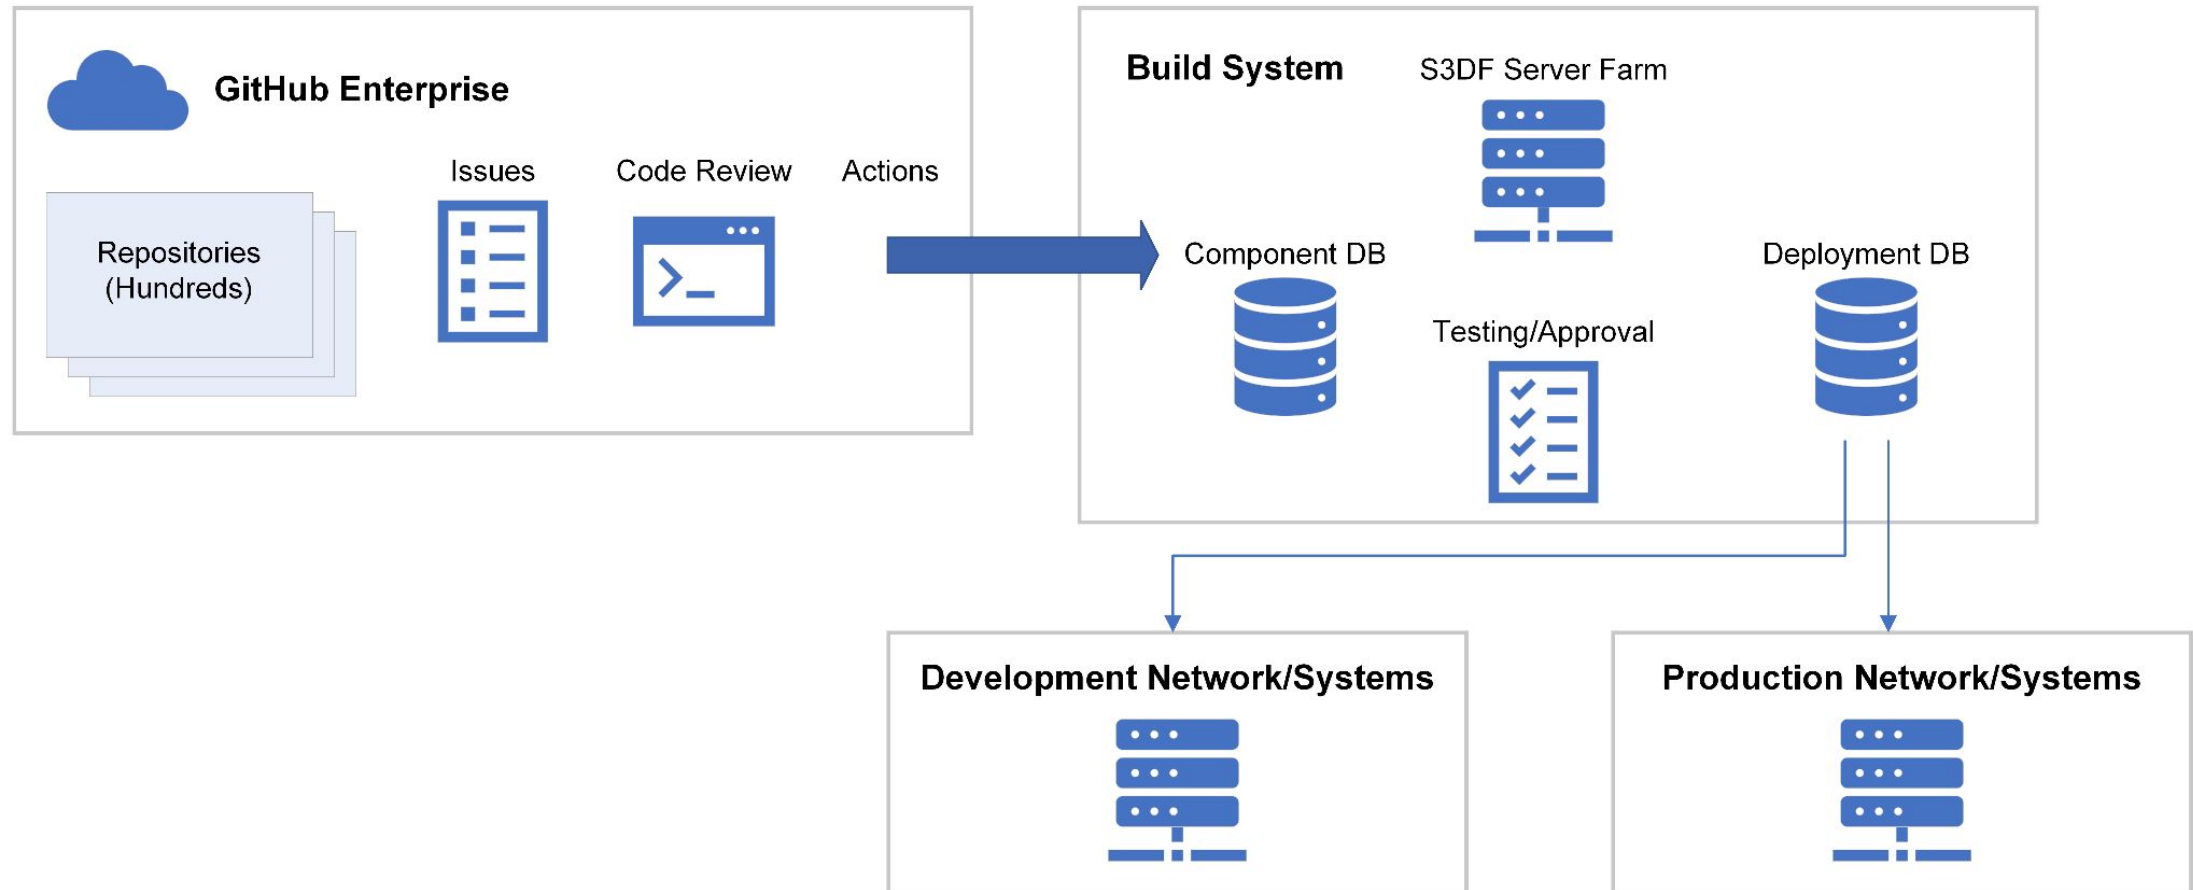 GitHub Enterprise
Issues
Code Review
Actions
Repositories
(Hundreds)
Build System
S3DF Server Farm
Component DB
Deployment DB
Testing/Approval
Development Network/Systems
Production Network/Systems